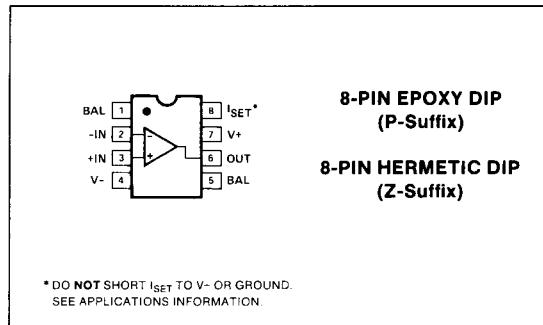 8-PIN EPOXY DIP
(P-Suffix)
8-PIN HERMETIC DIP
(Z-Suffix)
BAL 1 8 ISET*
-IN 2 - 7 V+
+IN 3 + 6 OUT
V- 4 5 BAL
* DO NOT SHORT ISET TO V- OR GROUND.
SEE APPLICATIONS INFORMATION.